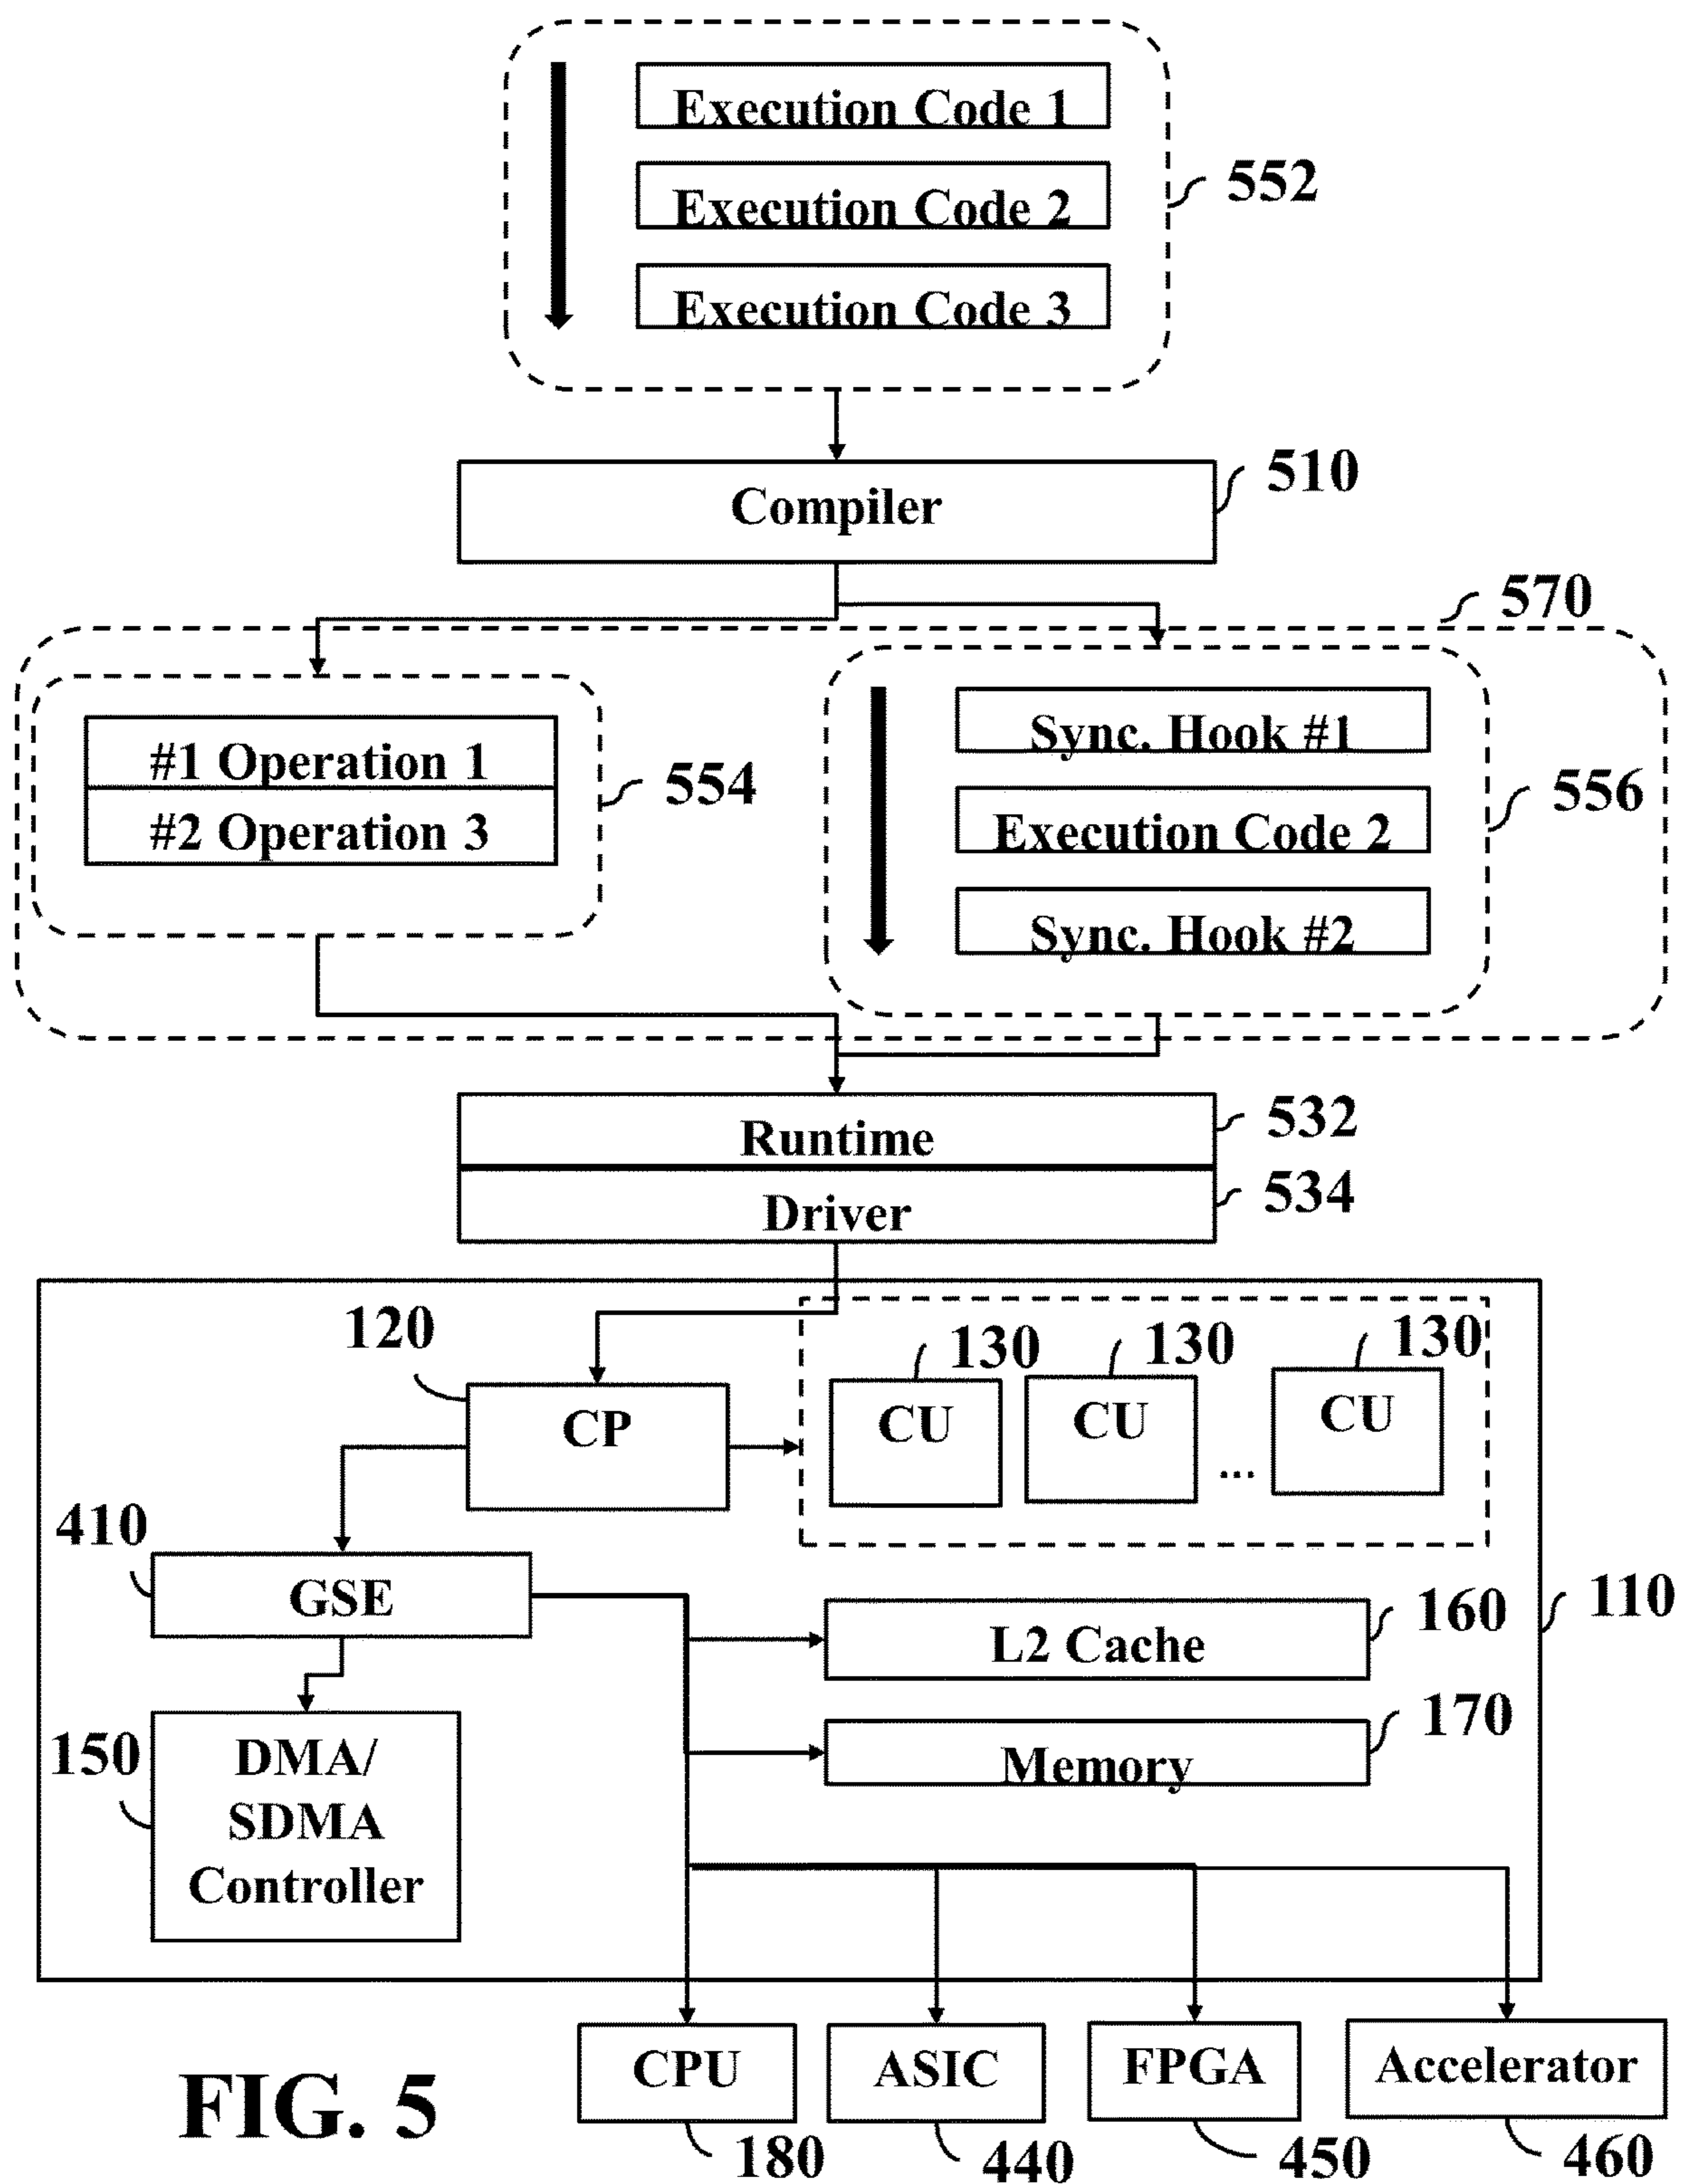 Execution Code 1
Execution Code 2
552
Execution Code 3
Compiler
510
570
#1 Operation 1
#2 Operation 3
554
Sync. Hook #1
Execution Code 2
556
Sync. Hook #2
Runtime
532
Driver
534
120
CP
130
130
130
CU
CU
...
CU
410
GSE
L2 Cache
160
110
150
DMA/
SDMA
Controller
Memory
170
CPU
ASIC
FPGA
Accelerator
180
440
450
460
FIG. 5